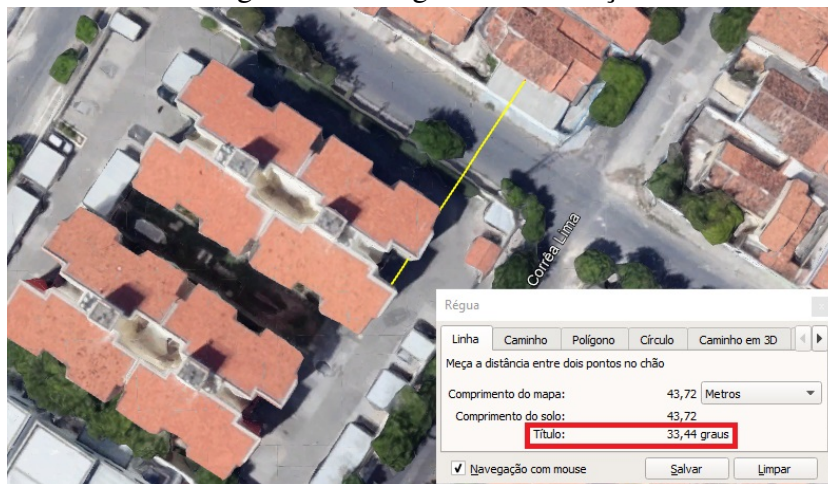 Corrêa Lima
Régua
Linha Caminho Polígono Círculo Caminho em 3D
Meça a distância entre dois pontos no chão
Comprimento do mapa: 43,72 Metros
Comprimento do solo: 43,72
Título: 33,44 graus
Navegação com mouse Salvar Limpar